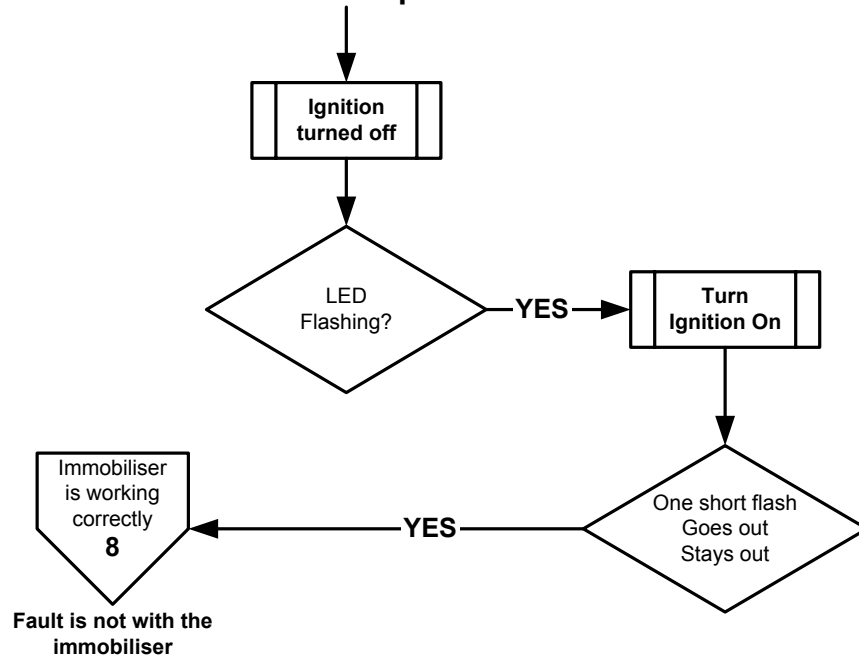 Ignition
turned off
LED
Flashing?
YES
Turn
Ignition On
One short flash
Goes out
Stays out
YES
Immobiliser
is working
correctly
8
Fault is not with the
immobiliser